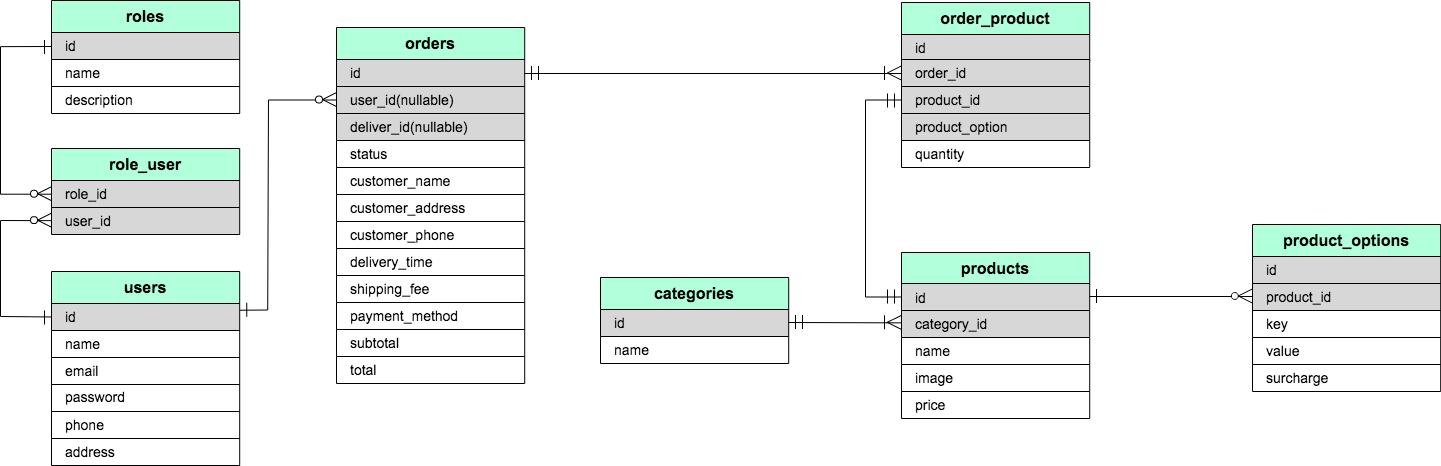 roles
id
name
description
role_user
role_id
user_id
users
id
name
email
password
phone
address
orders
id
user_id(nullable)
deliver_id(nullable)
status
customer_name
customer_address
customer_phone
delivery_time
shipping_fee
payment_method
subtotal
total
categories
id
name
order_product
id
order_id
product_id
product_option
quantity
products
id
category_id
name
image
price
product_options
id
product_id
key
value
surcharge